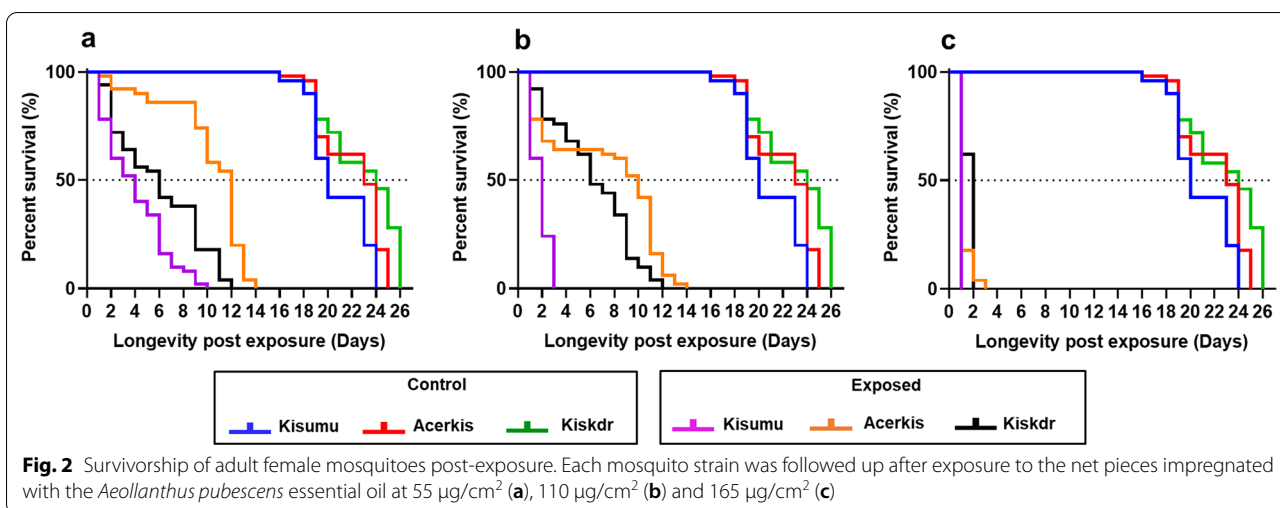 a
b
c
Percent survival (%)
100
50
0
0 2 4 6 8 10 12 14 16 18 20 22 24 26
Longevity post exposure (Days)
Percent survival (%)
100
50
0
0 2 4 6 8 10 12 14 16 18 20 22 24 26
Longevity post exposure (Days)
Percent survival (%)
100
50
0
0 2 4 6 8 10 12 14 16 18 20 22 24 26
Longevity post exposure (Days)
Control
Kisumu Acerkis Kiskdr
Exposed
Kisumu Acerkis Kiskdr
Fig. 2 Survivorship of adult female mosquitoes post-exposure. Each mosquito strain was followed up after exposure to the net pieces impregnated
with the Aeollanthus pubescens essential oil at 55 µg/cm² (a), 110 µg/cm² (b) and 165 µg/cm² (c)